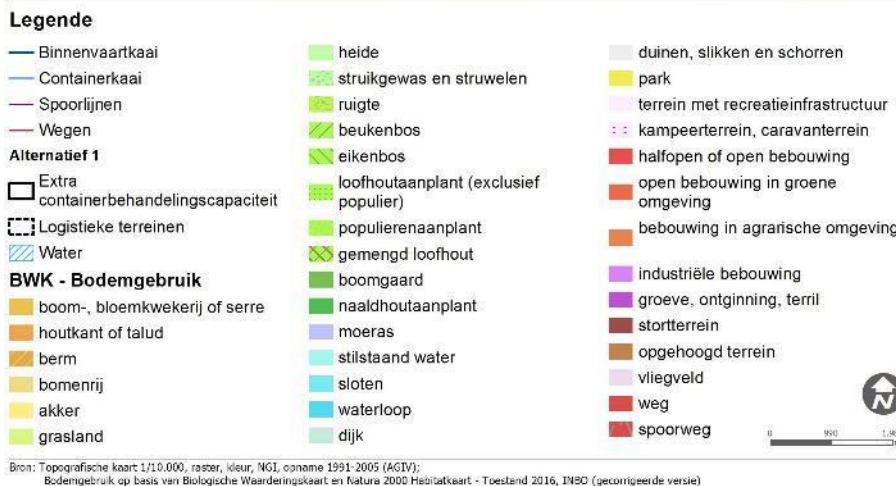 Legende
Binnenvaartkaai
Containerkaai
Spoorlijnen
Wegen
Alternatief 1
Extra
containerbehandelingscapaciteit
Logistieke terreinen
Water
BWK - Bodemgebruik
boom-, bloemkwekerij of serre
houtkant of talud
berm
bomenrij
akker
grasland
heide
struikgewas en struwelen
ruigte
beukenbos
eikenbos
loofhoutaanplant (exclusief
populier)
populierenaanplant
gemengd loofhout
boomgaard
naaldhoutaanplant
moeras
stilstaand water
sloten
waterloop
dijk
duinen, slikken en schorren
park
terrein met recreatieinfrastructuur
kampeerterrein, caravanterrein
halfopen of open bebouwing
open bebouwing in groene
omgeving
bebouwing in agrarische omgeving
industriële bebouwing
groeve, ontginning, terril
stortterrein
opgehoogd terrein
vliegveld
weg
spoorweg
N
0 990
Bron: Topografische kaart 1/10.000, raster, kleur, NGI, opname 1991-2005 (AGIV);
Bodemgebruik op basis van Biologische Waarderingskaart en Natura 2000 Habitatkaart - Toestand 2016, INBO (gecorrigeerde versie)